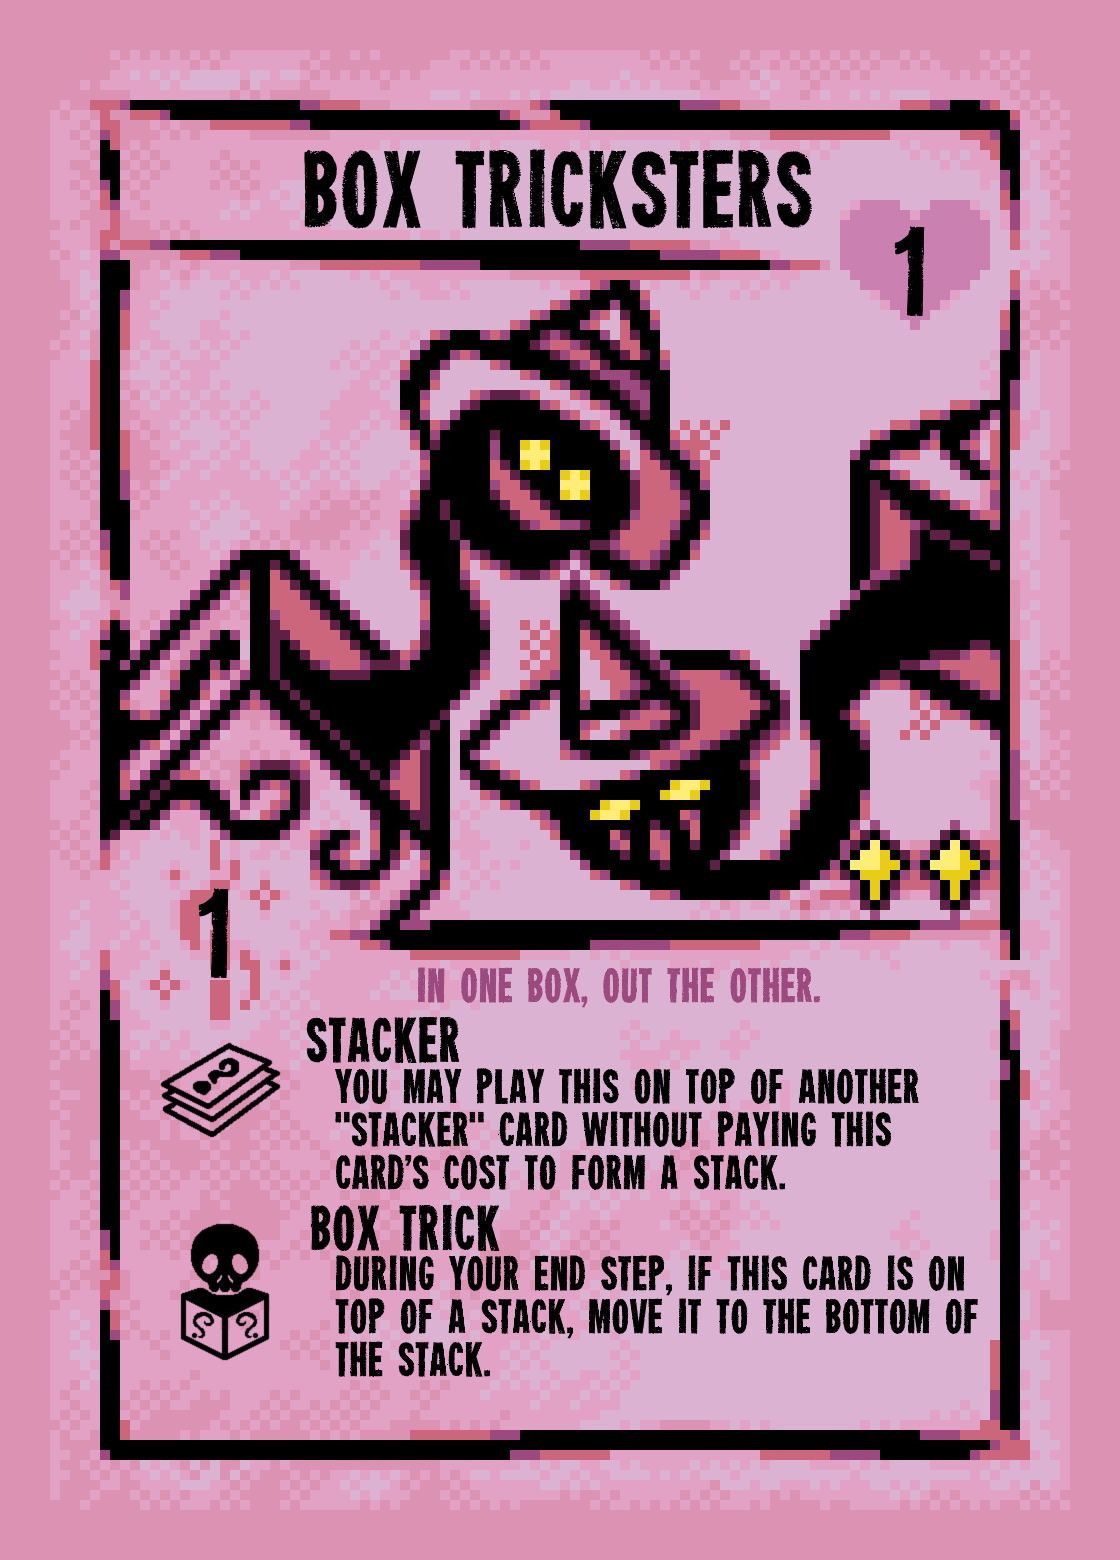 BOX TRICKSTERS
1
1
IN ONE BOX, OUT THE OTHER.
STACKER
YOU MAY PLAY THIS ON TOP OF ANOTHER
"STACKER" CARD WITHOUT PAYING THIS
CARD'S COST TO FORM A STACK.
BOX TRICK
DURING YOUR END STEP, IF THIS CARD IS ON
TOP OF A STACK, MOVE IT TO THE BOTTOM OF
THE STACK.